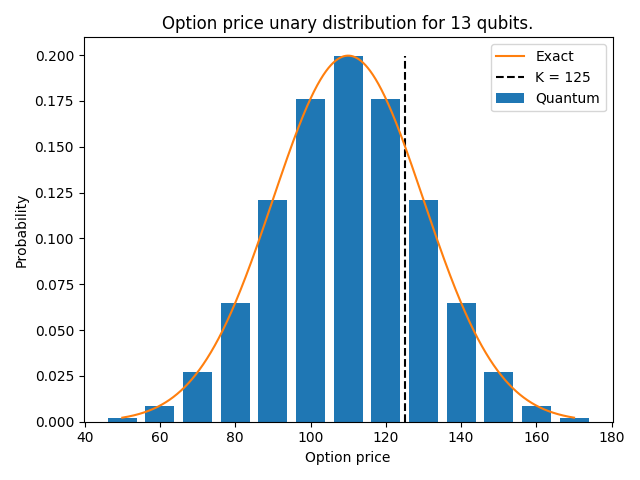 Option price unary distribution for 13 qubits.
Exact
K = 125
Quantum
Probability
0.200
0.175
0.150
0.125
0.100
0.075
0.050
0.025
0.000
40 60 80 100 120 140 160 180
Option price